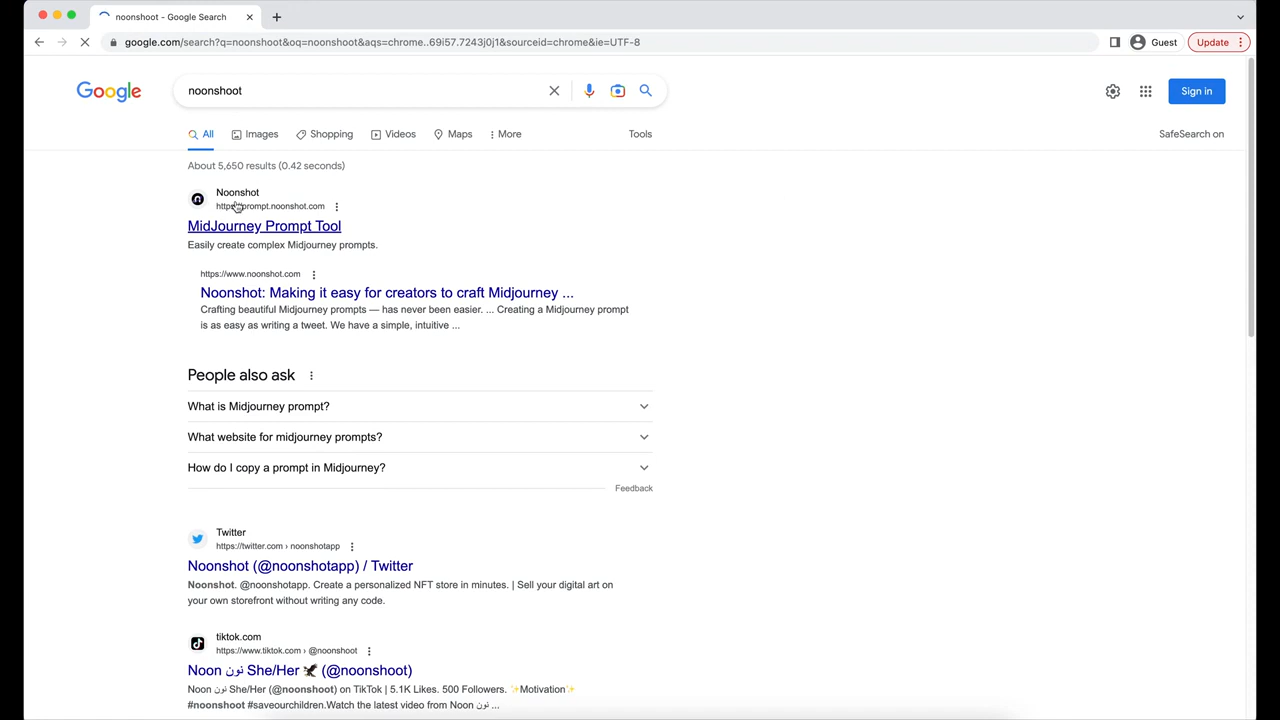 noonshoot - Google Search
google.com/search?q=noonshoot&oq=noonshoot&aqs=chrome..69i57.7243j0j1&sourceid=chrome&ie=UTF-8
Guest
Update
Google
noonshoot
Sign in
All
Images
Shopping
Videos
Maps
More
Tools
SafeSearch on
About 5,650 results (0.42 seconds)
Noonshot
prompt.noonshot.com
MidJourney Prompt Tool
Easily create complex Midjourney prompts.
https://www.noonshot.com
Noonshot: Making it easy for creators to craft Midjourney ...
Crafting beautiful Midjourney prompts — has never been easier. ... Creating a Midjourney prompt
is as easy as writing a tweet. We have a simple, intuitive ...
People also ask
What is Midjourney prompt?
What website for midjourney prompts?
How do I copy a prompt in Midjourney?
Feedback
Twitter
https://twitter.com › noonshotapp
Noonshot (@noonshotapp) / Twitter
Noonshot. @noonshotapp. Create a personalized NFT store in minutes. | Sell your digital art on
your own storefront without writing any code.
tiktok.com
https://www.tiktok.com › @noonshoot
Noon نون She/Her 🦅 (@noonshoot)
Noon نون She/Her (@noonshoot) on TikTok | 5.1K Likes. 500 Followers. ✨Motivation✨
#noonshoot #saveourchildren.Watch the latest video from Noon نون ...